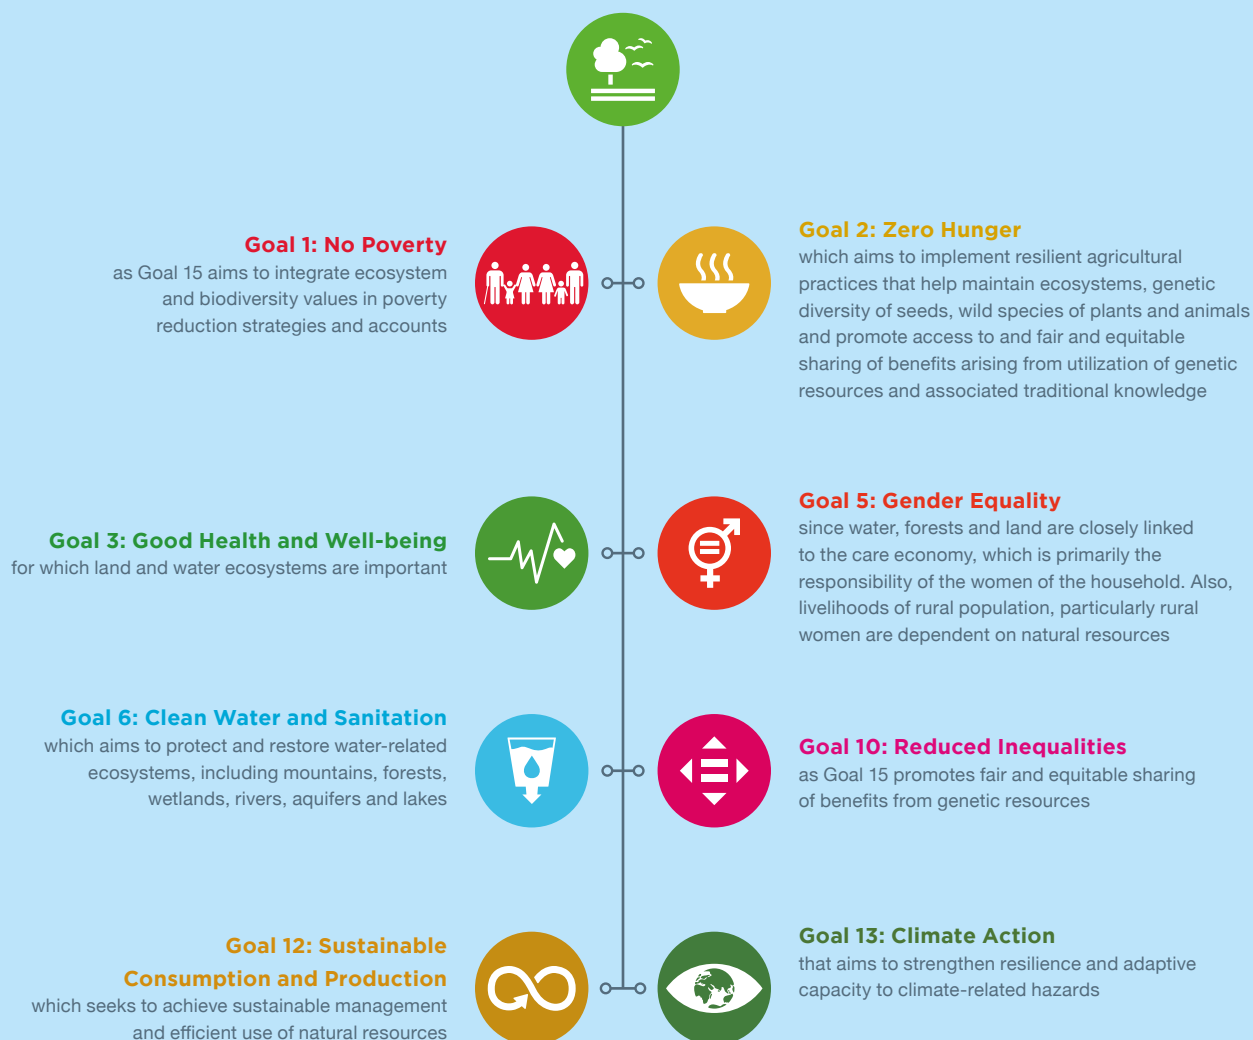 Goal 1: No Poverty
as Goal 15 aims to integrate ecosystem
and biodiversity values in poverty
reduction strategies and accounts
Goal 2: Zero Hunger
which aims to implement resilient agricultural
practices that help maintain ecosystems, genetic
diversity of seeds, wild species of plants and animals
and promote access to and fair and equitable
sharing of benefits arising from utilization of genetic
resources and associated traditional knowledge
Goal 3: Good Health and Well-being
for which land and water ecosystems are important
Goal 5: Gender Equality
since water, forests and land are closely linked
to the care economy, which is primarily the
responsibility of the women of the household. Also,
livelihoods of rural population, particularly rural
women are dependent on natural resources
Goal 6: Clean Water and Sanitation
which aims to protect and restore water-related
ecosystems, including mountains, forests,
wetlands, rivers, aquifers and lakes
Goal 10: Reduced Inequalities
as Goal 15 promotes fair and equitable sharing
of benefits from genetic resources
Goal 12: Sustainable
Consumption and Production
which seeks to achieve sustainable management
and efficient use of natural resources
Goal 13: Climate Action
that aims to strengthen resilience and adaptive
capacity to climate-related hazards